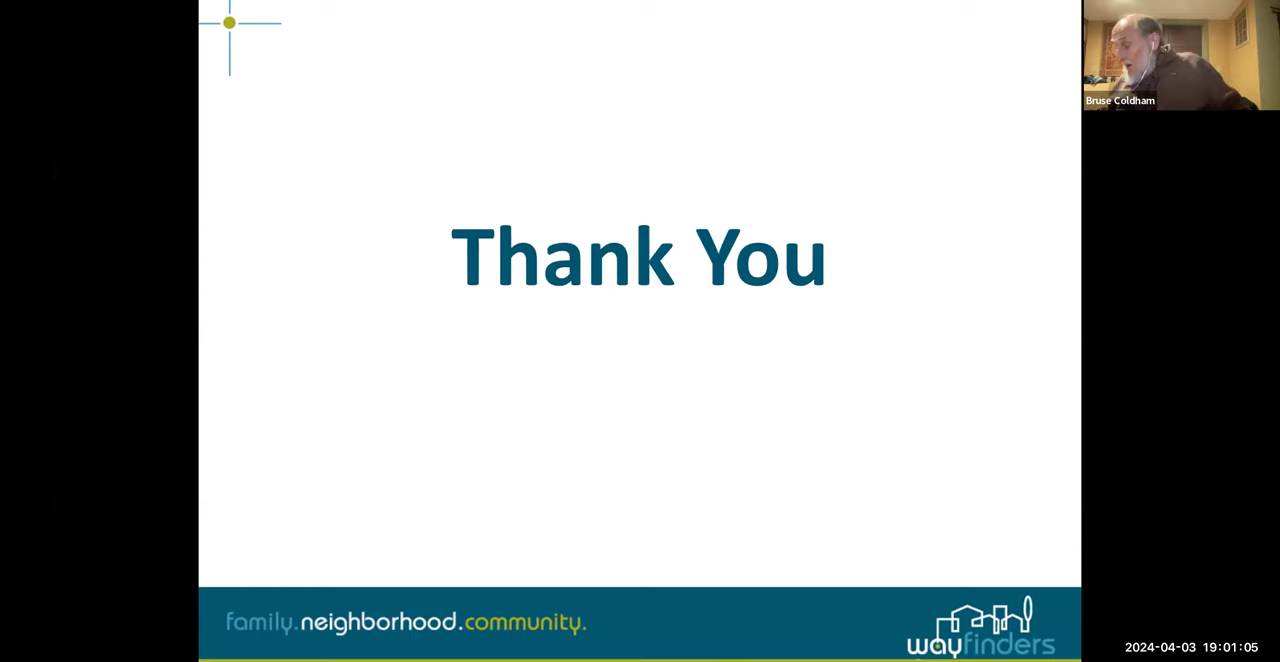 Thank You
Bruse Coldham
family.neighborhood.community.
wayfinders
2024-04-03 19:01:05